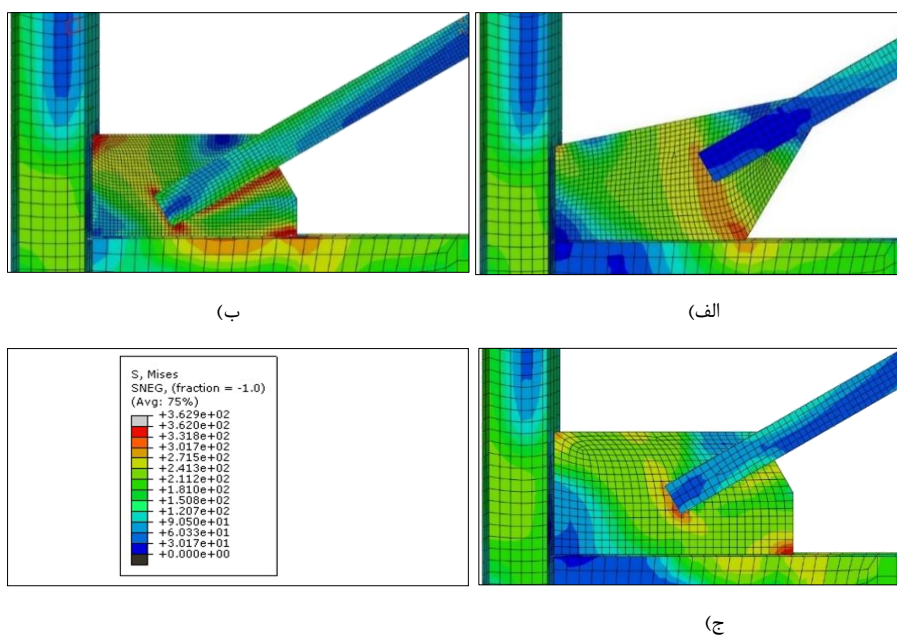 الف)
ب)
S, Mises
SNEG, (fraction = -1.0)
(Avg: 75%)
+3.629e+02
+3.620e+02
+3.318e+02
+3.017e+02
+2.715e+02
+2.413e+02
+2.112e+02
+1.810e+02
+1.508e+02
+1.207e+02
+9.050e+01
+6.033e+01
+3.017e+01
+0.000e+00
ج)